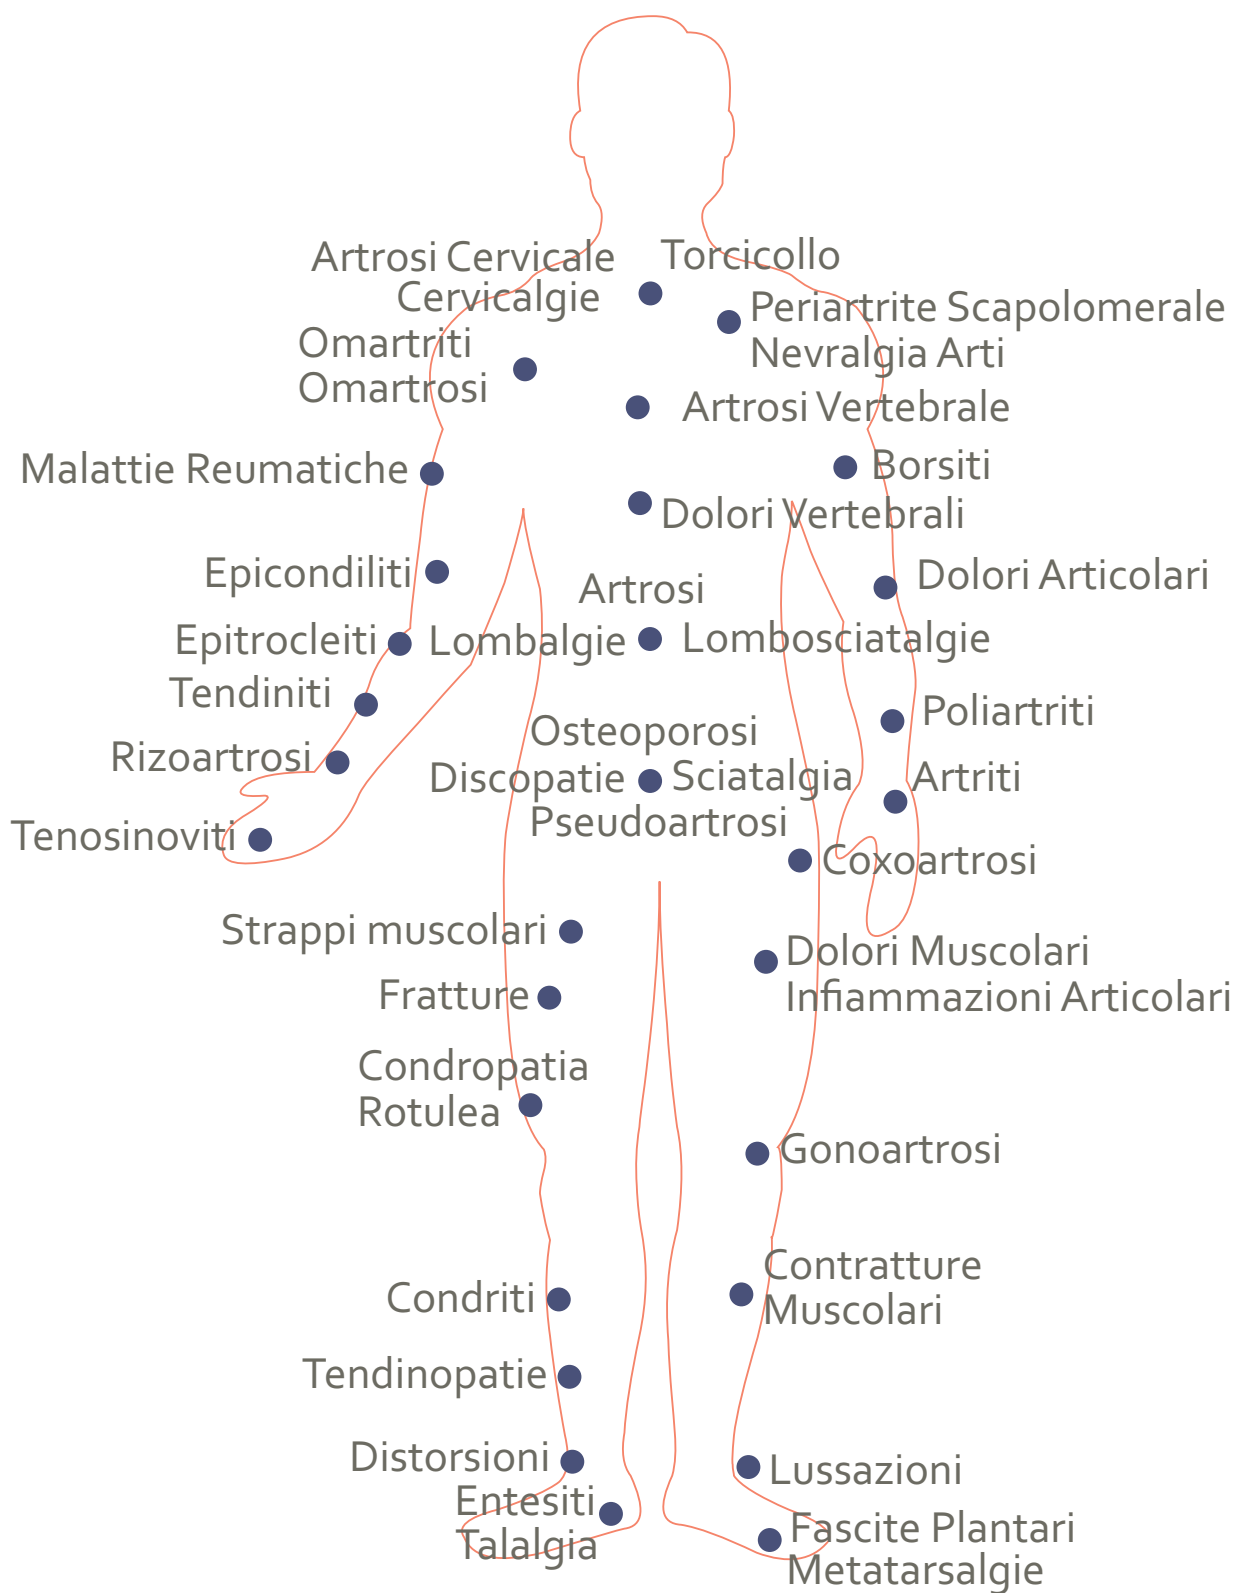 Artrosi Cervicale
Torcicollo
Cervicalgie
Periartrite Scapolomerale
Nevralgia Arti
Omartriti
Omartrosi
Artrosi Vertebrale
Malattie Reumatiche
Borsiti
Dolori Vertebrali
Epicondiliti
Artrosi
Dolori Articolari
Epitrocleiti
Lombalgie
Lombosciatalgie
Tendiniti
Poliartriti
Osteoporosi
Rizoartrosi
Discopatie
Sciatalgia
Artriti
Pseudoartrosi
Tenosinoviti
Coxoartrosi
Strappi muscolari
Dolori Muscolari
Infiammazioni Articolari
Fratture
Condropatia
Rotulea
Gonoartrosi
Contratture
Muscolari
Condriti
Tendinopatie
Distorsioni
Lussazioni
Entesiti
Talalgia
Fascite Plantari
Metatarsalgie